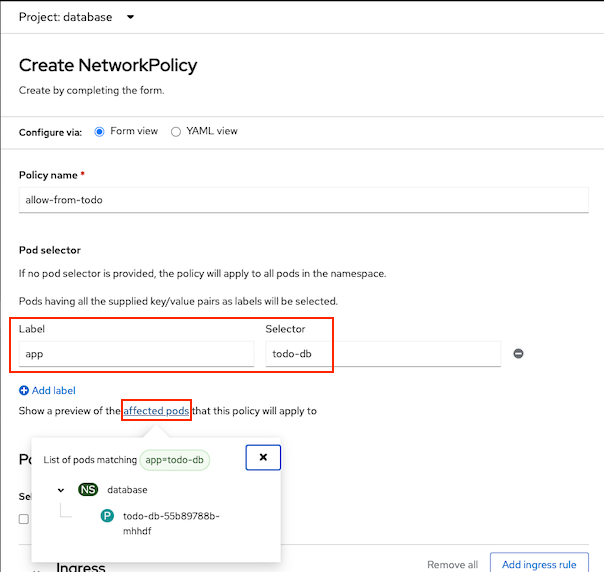 Project: database
Create NetworkPolicy
Create by completing the form.
Configure via: Form view YAML view
Policy name *
allow-from-todo
Pod selector
If no pod selector is provided, the policy will apply to all pods in the namespace.
Pods having all the supplied key/value pairs as labels will be selected.
Label Selector
app todo-db
Add label
Show a preview of the affected pods that this policy will apply to
List of pods matching app=todo-db
NS database
P todo-db-55b89788b-
mhhdf
Ingress Remove all Add ingress rule